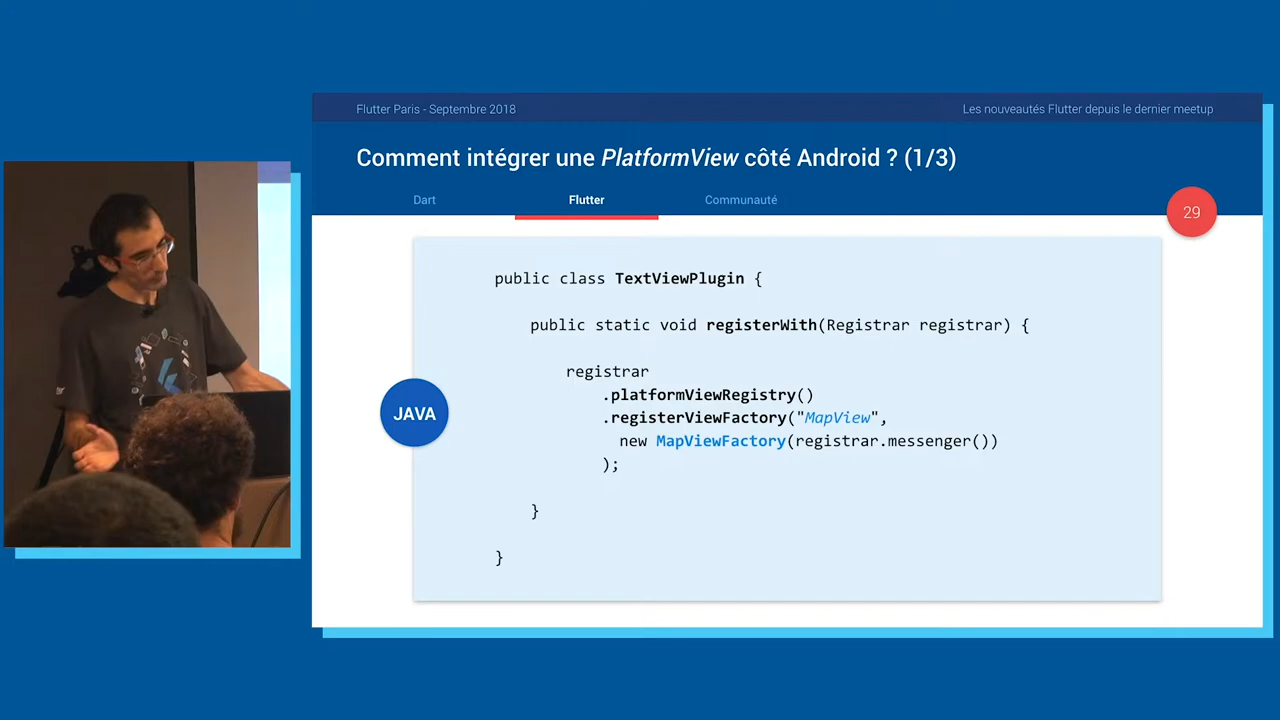 Flutter Paris - Septembre 2018
Les nouveautés Flutter depuis le dernier meetup
Comment intégrer une PlatformView côté Android ? (1/3)
Dart
Flutter
Communauté
29
JAVA
public class TextViewPlugin {
public static void registerWith(Registrar registrar) {
registrar
.platformViewRegistry()
.registerViewFactory("MapView",
new MapViewFactory(registrar.messenger())
);
}
}